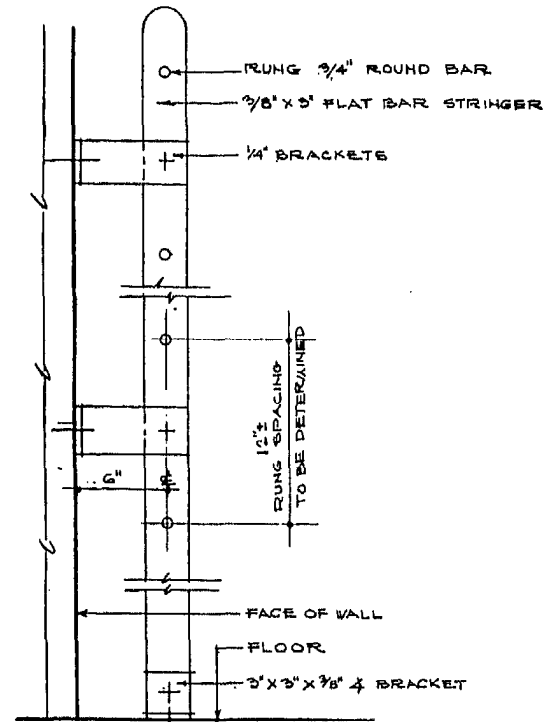 RUNG 3/4" ROUND BAR
3/8" X 3" FLAT BAR STRINGER
1/4" BRACKETS
12"±
RUNG SPACING
TO BE DETERMINED
6"
FACE OF WALL
FLOOR
3" X 3" X 3/8" ∠ BRACKET